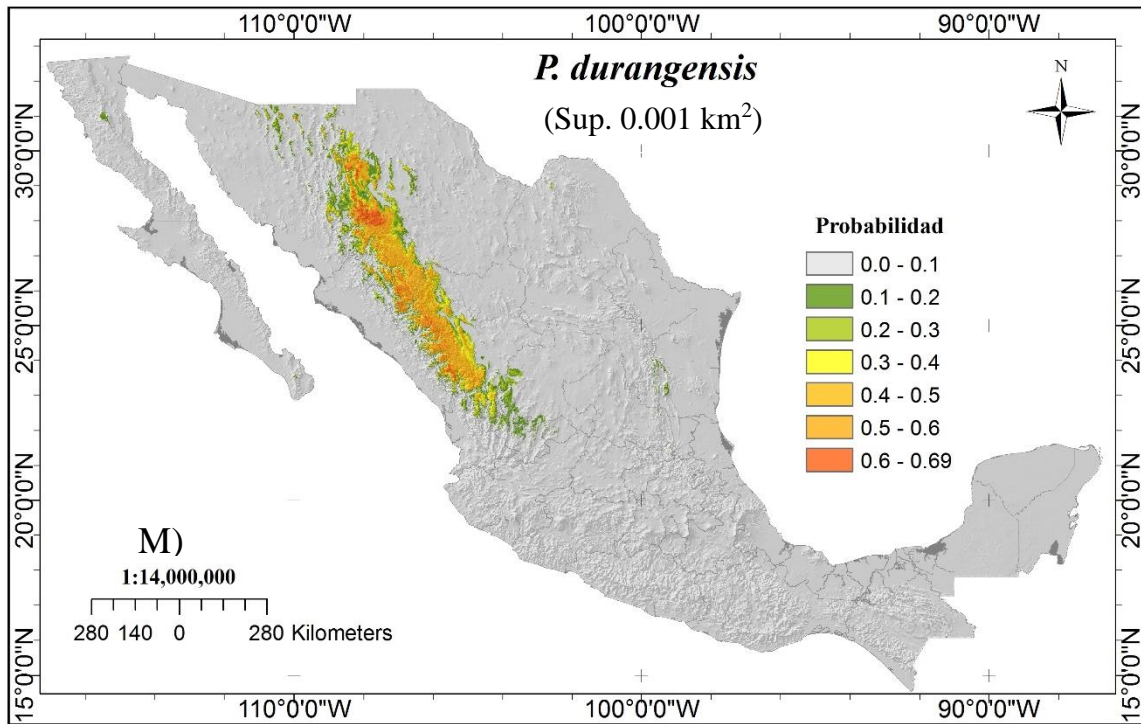 110°0'0"W 100°0'0"W 90°0'0"W
P. durangensis
(Sup. 0.001 km²)
N
Probabilidad
0.0 - 0.1
0.1 - 0.2
0.2 - 0.3
0.3 - 0.4
0.4 - 0.5
0.5 - 0.6
0.6 - 0.69
M)
1:14,000,000
280 140 0 280 Kilometers
30°0'0"N
25°0'0"N
20°0'0"N
15°0'0"N
30°0'0"N
25°0'0"N
20°0'0"N
15°0'0"N
110°0'0"W 100°0'0"W 90°0'0"W